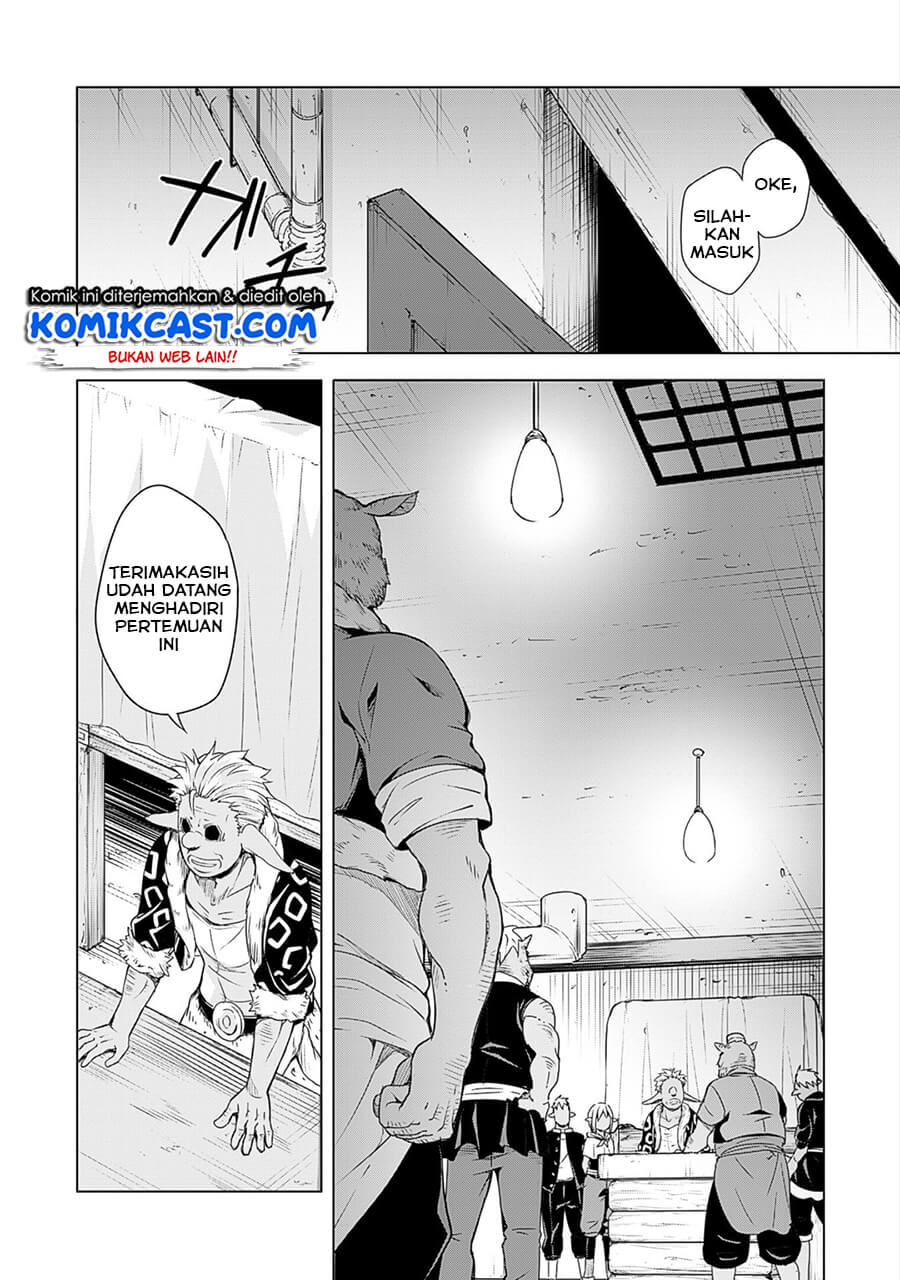 OKE,
SILAH-
KAN
MASUK
Komik ini diterjemahkan & diedit oleh
KOMIKCAST.COM
BUKAN WEB LAIN!!
TERIMAKASIH
UDAH DATANG
MENGHADIRI
PERTEMUAN
INI